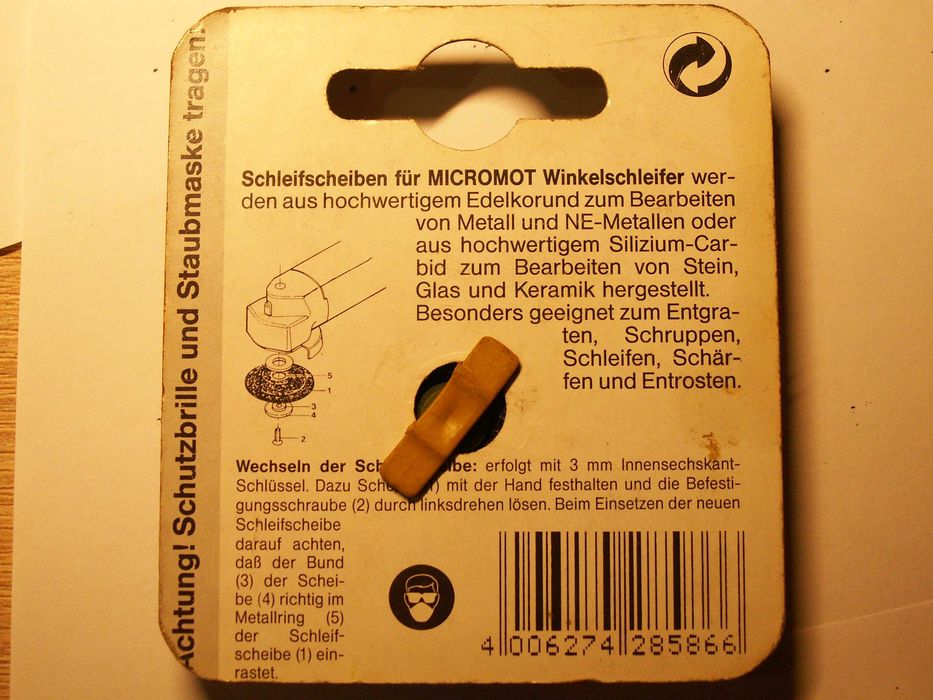 Achtung! Schutzbrille und Staubmaske tragen.
Schleifscheiben für MICROMOT Winkelschleifer wer-
den aus hochwertigem Edelkorund zum Bearbeiten
von Metall und NE-Metallen oder
aus hochwertigem Silizium-Car-
bid zum Bearbeiten von Stein,
Glas und Keramik hergestellt.
Besonders geeignet zum Entgra-
ten, Schruppen,
Schleifen, Schär-
fen und Entrosten.
5
1
3
4
2
Wechseln der Sch be: erfolgt mit 3 mm Innensechskant-
Schlüssel. Dazu Sche 1) mit der Hand festhalten und die Befesti-
gungsschraube (2) durch linksdrehen lösen. Beim Einsetzen der neuen
Schleifscheibe
darauf achten,
daß der Bund
(3) der Schei-
be (4) richtig im
Metallring (5)
der Schleif-
scheibe (1) ein-
rastet.
4 006274 285866